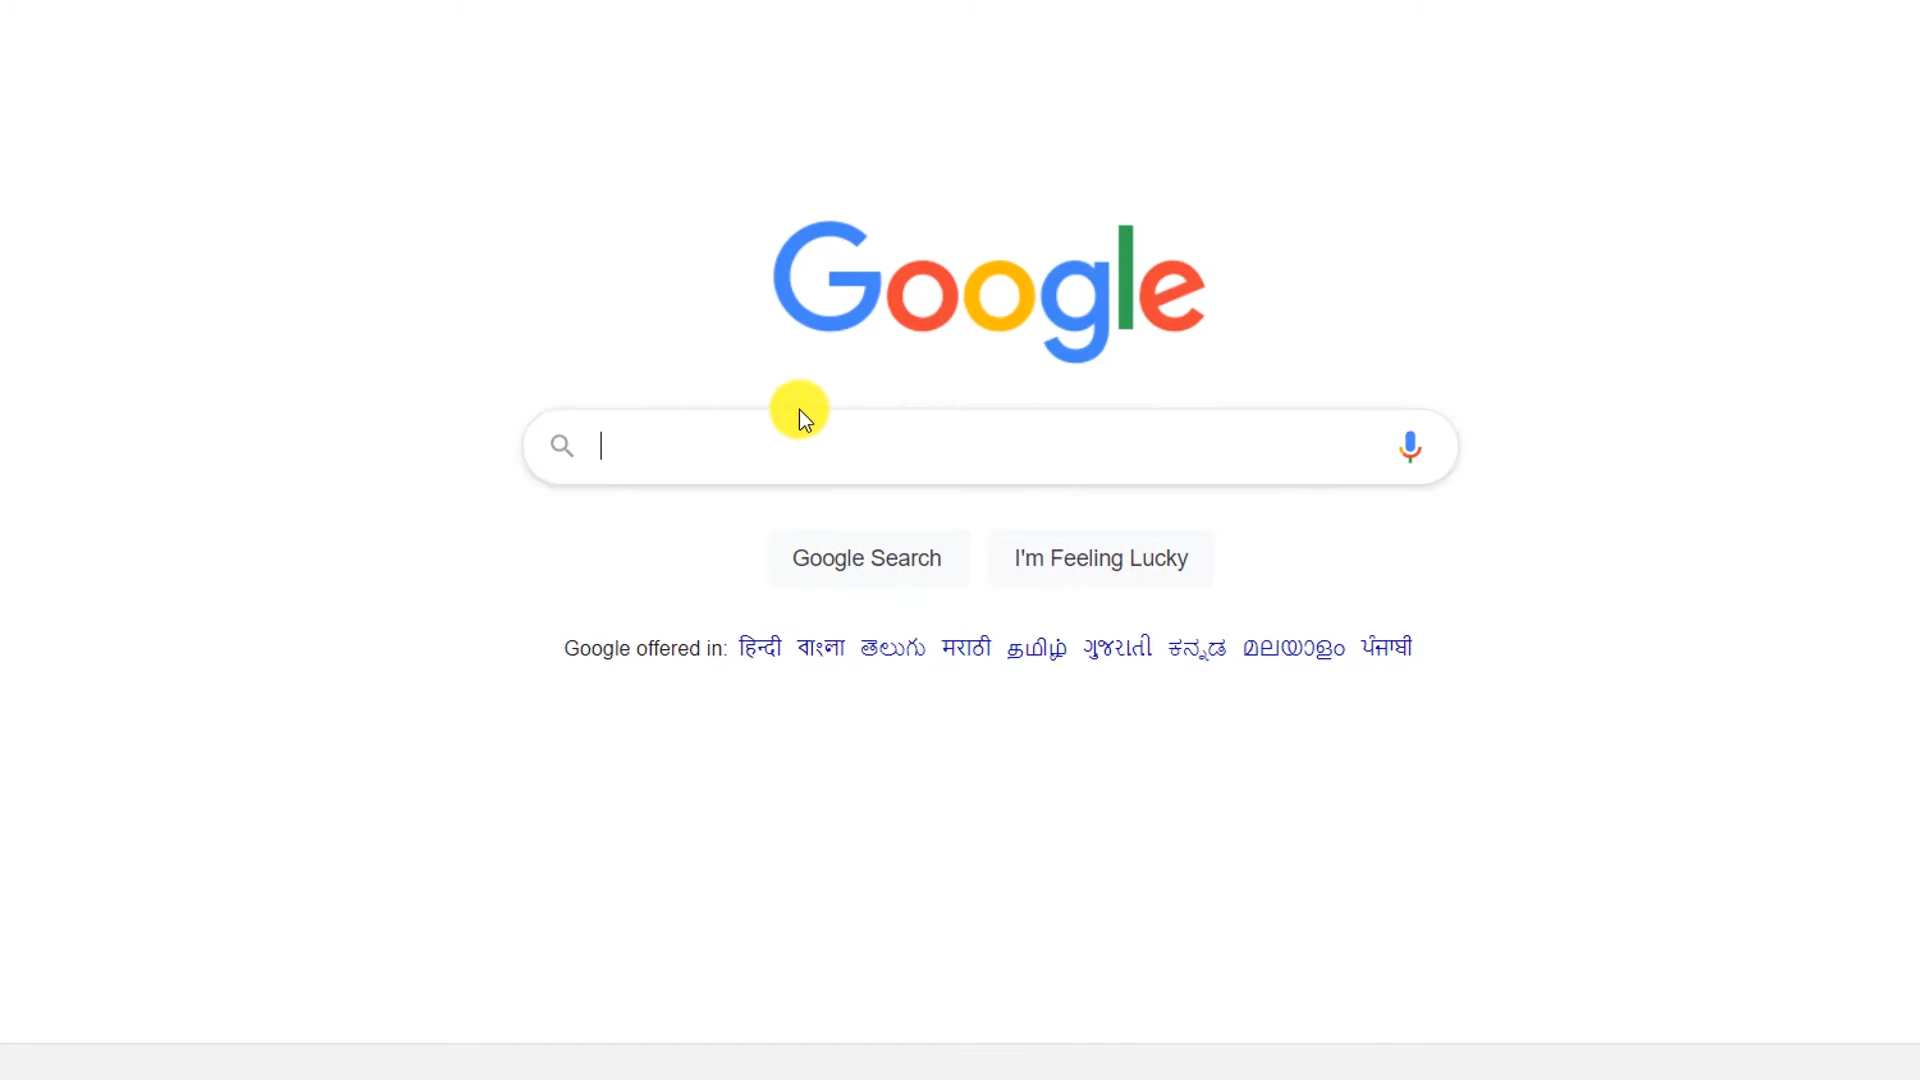 Google
Google Search I'm Feeling Lucky
Google offered in: हिन्दी বাংলা తెలుగు मराठी தமிழ் ગુજરાતી ಕನ್ನಡ മലയാളം ਪੰਜਾਬੀ